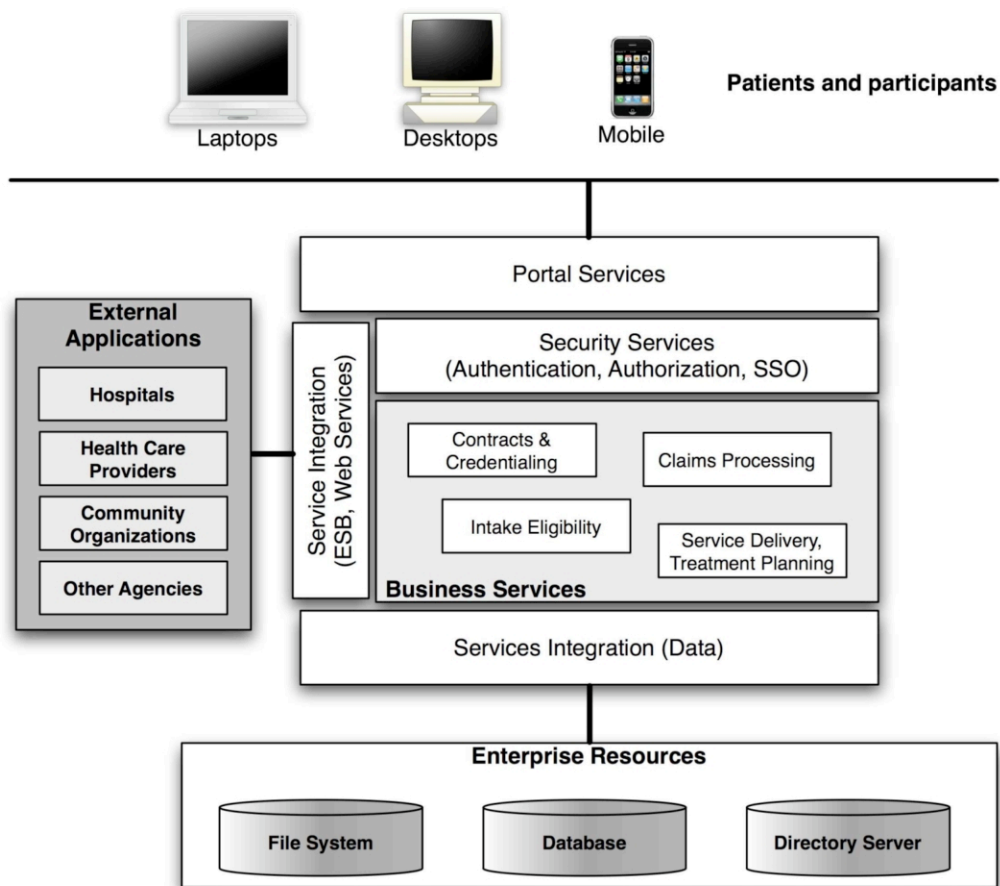 Patients and participants
Laptops
Desktops
Mobile
Portal Services
External
Applications
Hospitals
Health Care
Providers
Community
Organizations
Other Agencies
Service Integration
(ESB, Web Services)
Security Services
(Authentication, Authorization, SSO)
Contracts &
Credentialing
Claims Processing
Intake Eligibility
Service Delivery,
Treatment Planning
Business Services
Services Integration (Data)
Enterprise Resources
File System
Database
Directory Server